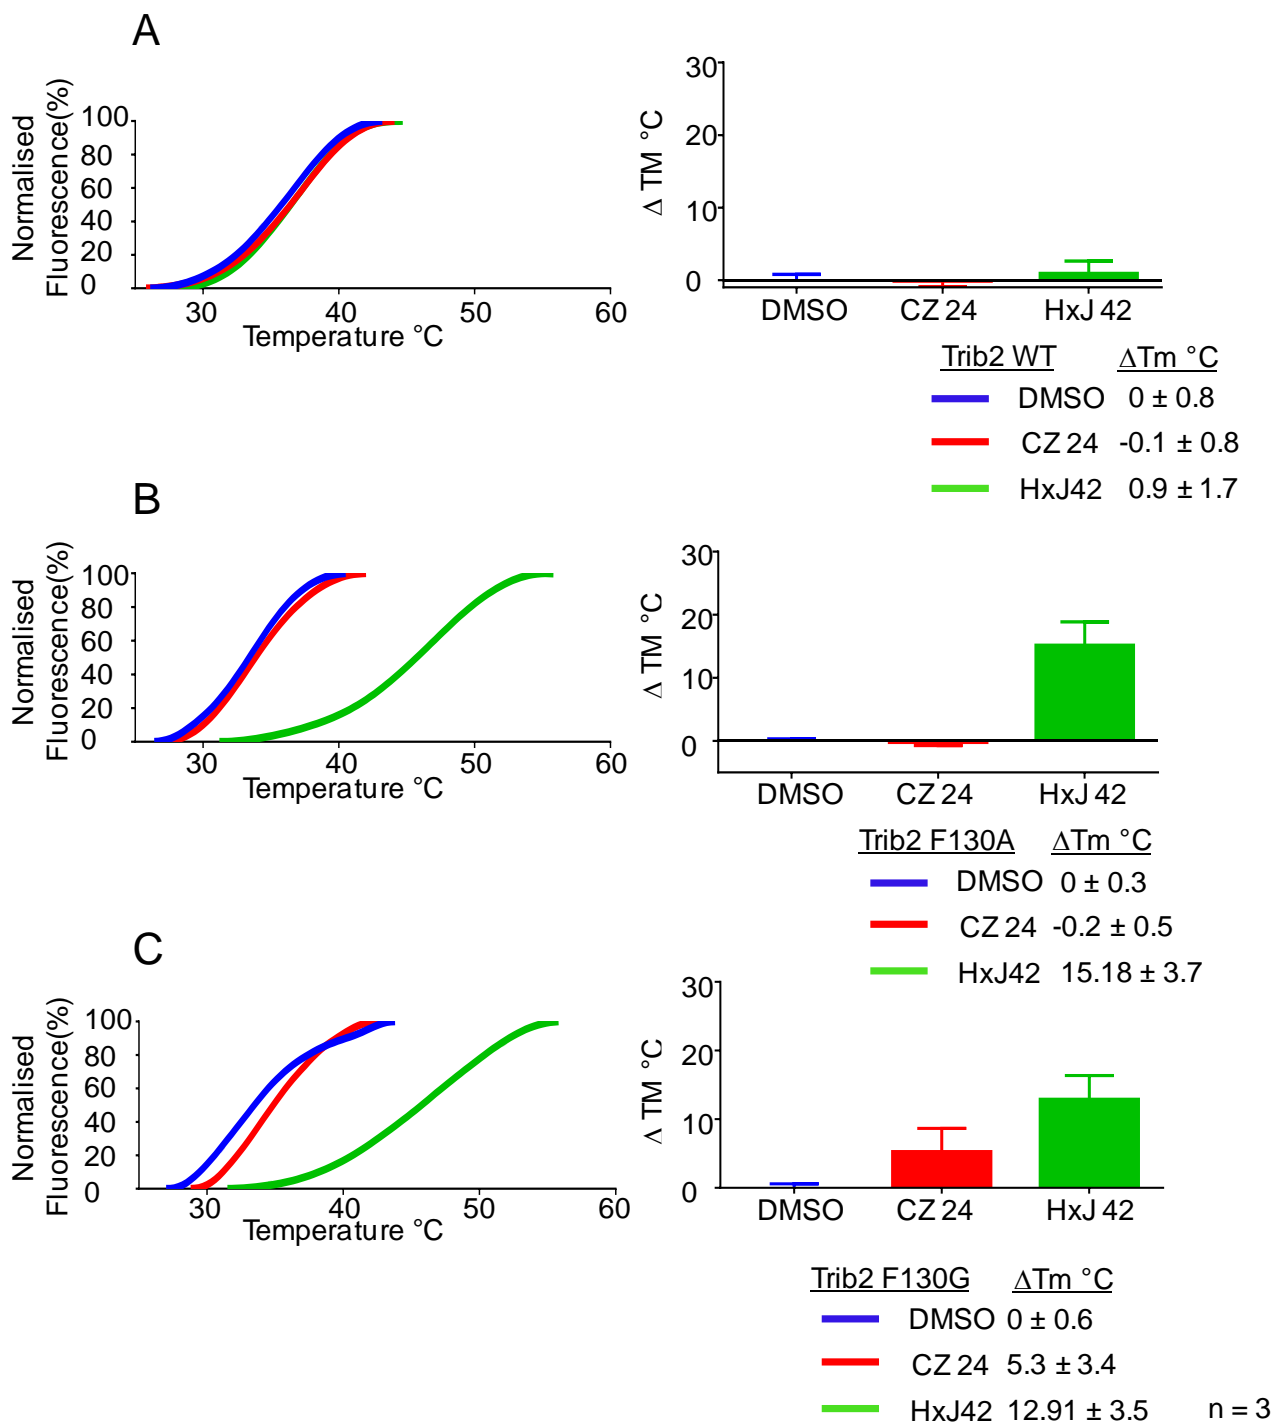 A
Normalised
Fluorescence(%)
100
80
60
40
20
0
30 40 50 60
Temperature °C
Δ TM °C
30
20
10
0
DMSO CZ 24 HxJ 42
Trib2 WT ΔTm °C
DMSO 0 ± 0.8
CZ 24 -0.1 ± 0.8
HxJ42 0.9 ± 1.7
B
Normalised
Fluorescence(%)
100
80
60
40
20
0
30 40 50 60
Temperature °C
Δ TM °C
30
20
10
0
DMSO CZ 24 HxJ 42
Trib2 F130A ΔTm °C
DMSO 0 ± 0.3
CZ 24 -0.2 ± 0.5
HxJ42 15.18 ± 3.7
C
Normalised
Fluorescence(%)
100
80
60
40
20
0
30 40 50 60
Temperature °C
Δ TM °C
30
20
10
0
DMSO CZ 24 HxJ 42
Trib2 F130G ΔTm °C
DMSO 0 ± 0.6
CZ 24 5.3 ± 3.4
HxJ42 12.91 ± 3.5
n = 3